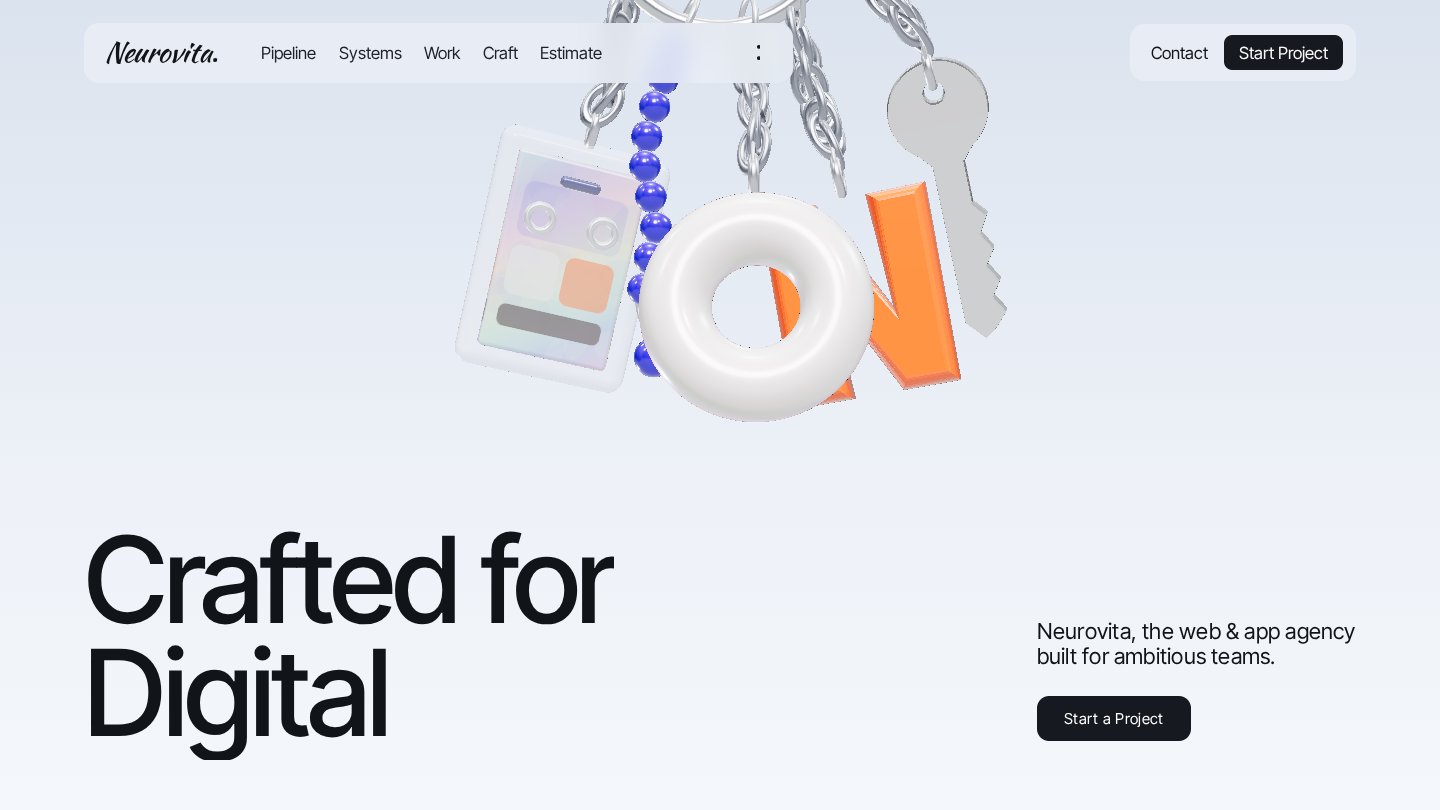 Neurovita.
Pipeline
Systems
Work
Craft
Estimate
:
Contact
Start Project
O
N
Crafted for
Digital
Neurovita, the web & app agency
built for ambitious teams.
Start a Project